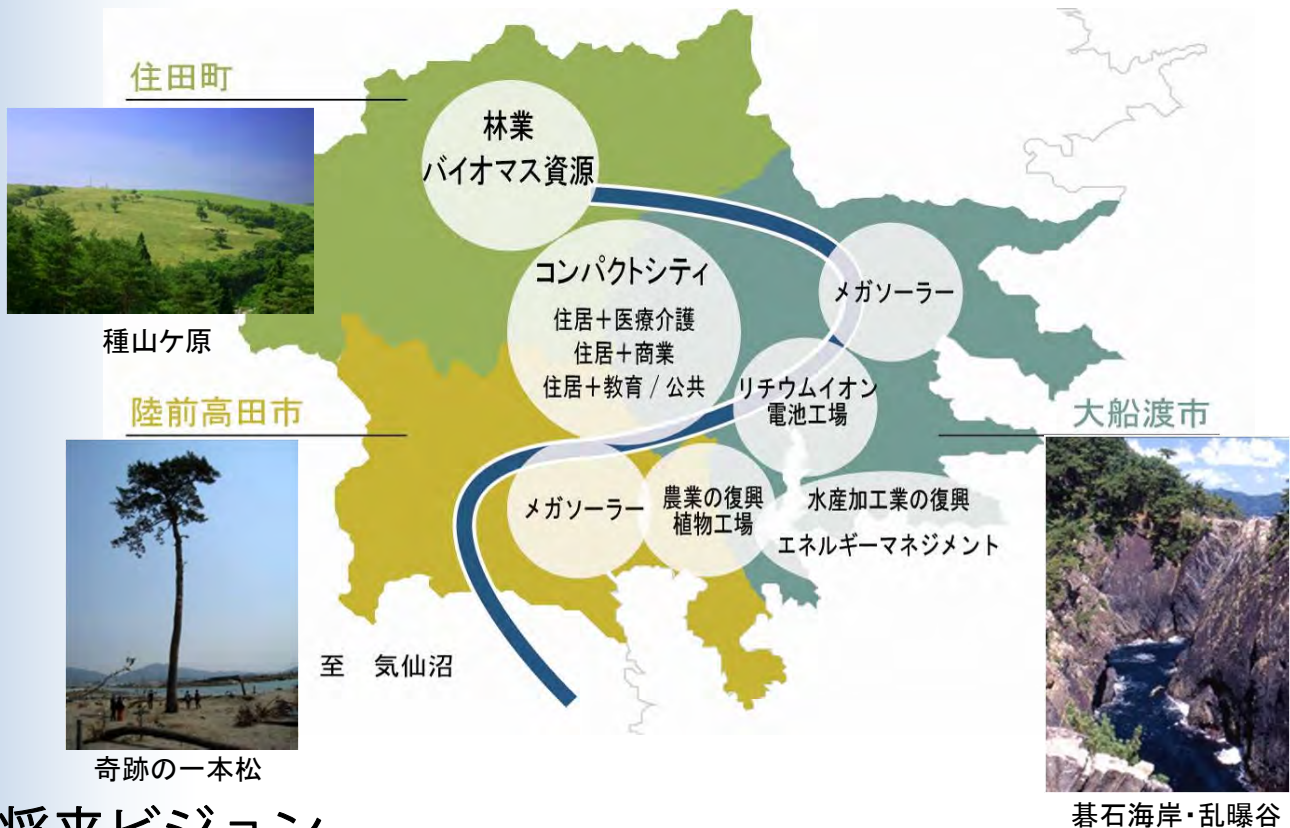 住田町
林業
バイオマス資源
種山ケ原
コンパクトシティ
住居＋医療介護
住居＋商業
住居＋教育 / 公共
メガソーラー
リチウムイオン
電池工場
陸前高田市
大船渡市
メガソーラー
農業の復興
植物工場
水産加工業の復興
エネルギーマネジメント
至　気仙沼
奇跡の一本松
碁石海岸・乱曝谷
将来ビジョン